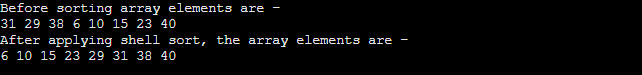 Before sorting array elements are -
31 29 38 6 10 15 23 40
After applying shell sort, the array elements are -
6 10 15 23 29 31 38 40